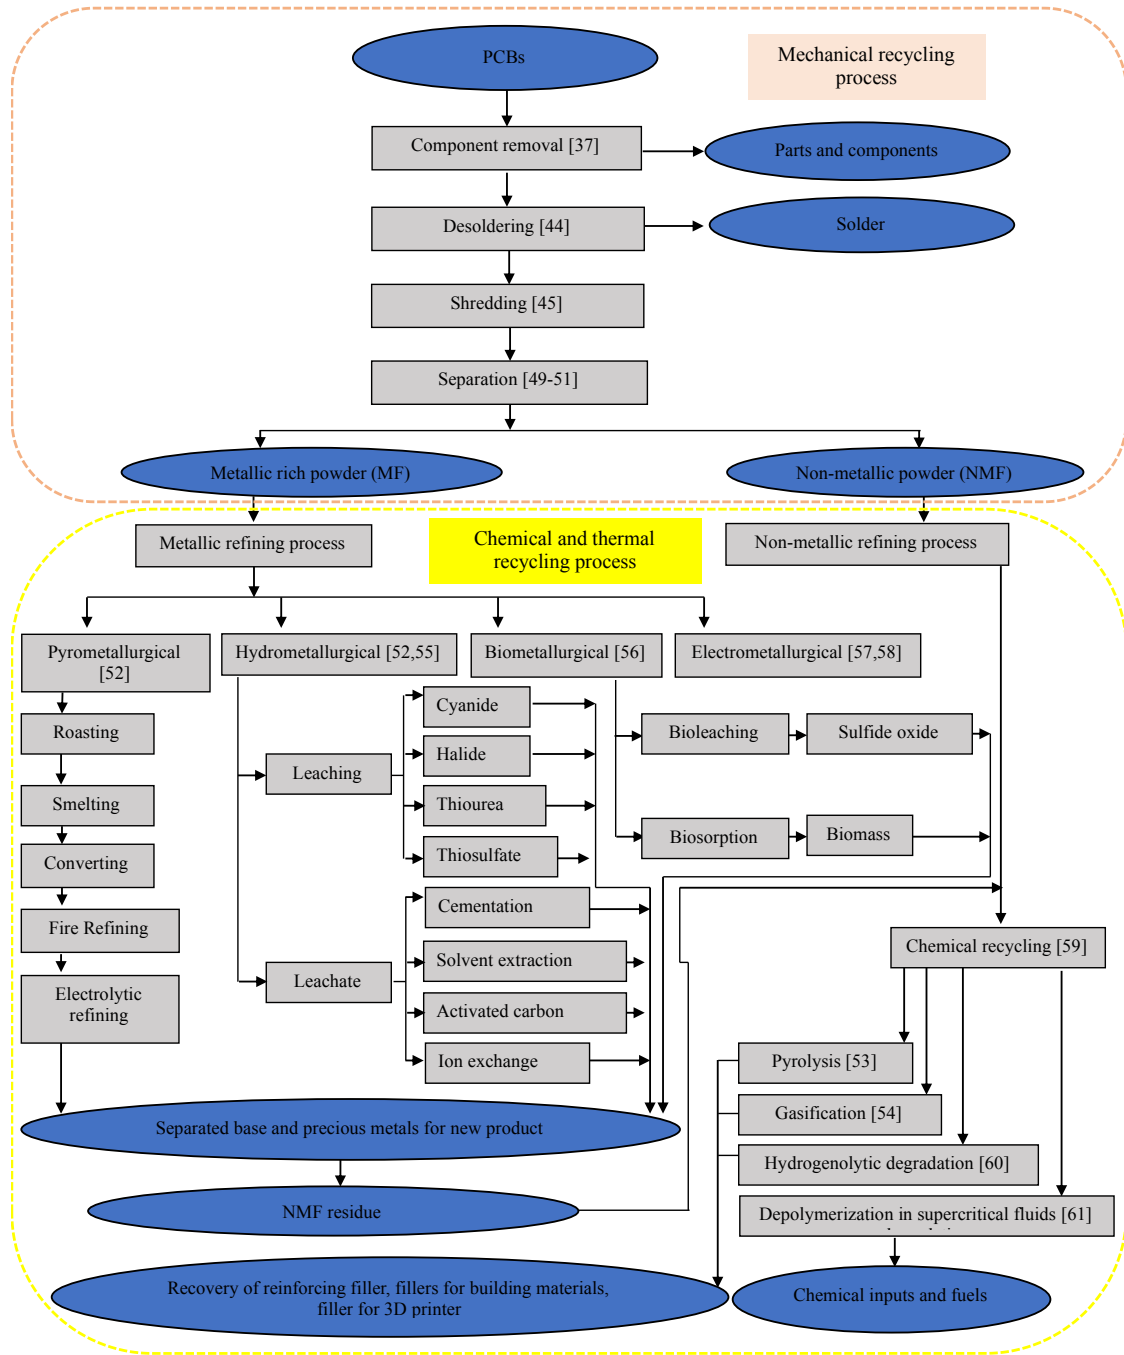 PCBs
Mechanical recycling
process
Component removal [37]
Parts and components
Desoldering [44]
Solder
Shredding [45]
Separation [49-51]
Metallic rich powder (MF)
Non-metallic powder (NMF)
Metallic refining process
Chemical and thermal
recycling process
Non-metallic refining process
Pyrometallurgical
[52]
Hydrometallurgical [52,55]
Biometallurgical [56]
Electrometallurgical [57,58]
Roasting
Smelting
Converting
Fire Refining
Electrolytic
refining
Leaching
Cyanide
Halide
Thiourea
Thiosulfate
Leachate
Cementation
Solvent extraction
Activated carbon
Ion exchange
Bioleaching
Sulfide oxide
Biosorption
Biomass
Chemical recycling [59]
Pyrolysis [53]
Gasification [54]
Hydrogenolytic degradation [60]
Depolymerization in supercritical fluids [61]
Separated base and precious metals for new product
NMF residue
Recovery of reinforcing filler, fillers for building materials,
filler for 3D printer
Chemical inputs and fuels